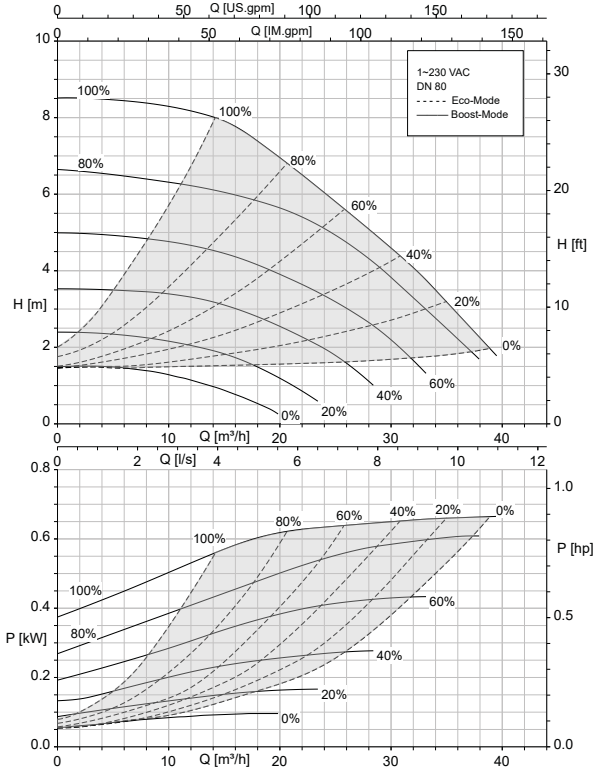 0 50 100 150
Q [US.gpm]
0 50 100 150
Q [IM.gpm]
10
8
6
4
2
0
H [m]
30
20
10
0
H [ft]
1~230 VAC
DN 80
Eco-Mode
Boost-Mode
100%
100%
80%
80%
60%
40%
20%
0%
60%
40%
20%
0%
0 10 20 30 40
Q [m³/h]
0 2 4 6 8 10 12
Q [l/s]
0.8
0.6
0.4
0.2
0.0
P [kW]
1.0
0.5
0.0
P [hp]
100%
80%
60%
40%
20%
0%
100%
80%
60%
40%
20%
0%
0 10 20 30 40
Q [m³/h]